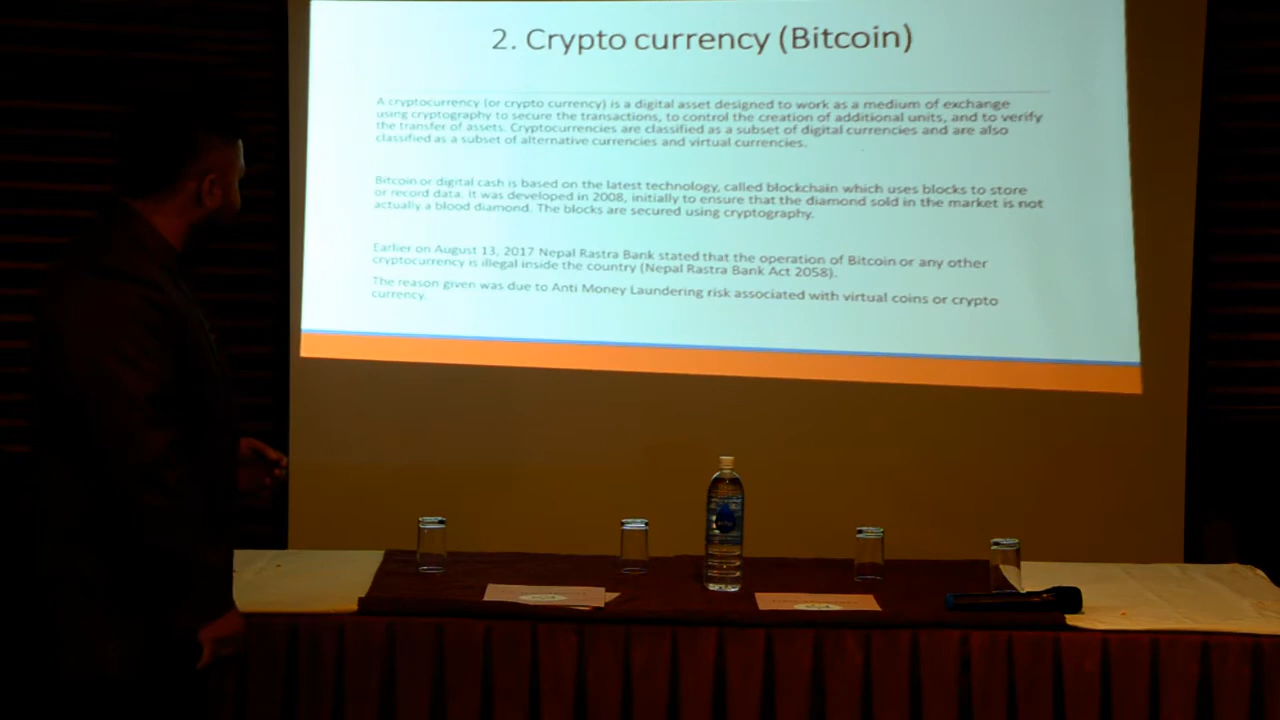 2. Crypto currency (Bitcoin)
A cryptocurrency (or crypto currency) is a digital asset designed to work as a medium of exchange
using cryptography to secure the transactions, to control the creation of additional units, and to verify
the transfer of assets. Cryptocurrencies are classified as a subset of digital currencies and are also
classified as a subset of alternative currencies and virtual currencies.
Bitcoin or digital cash is based on the latest technology, called blockchain which uses blocks to store
or record data. It was developed in 2008, initially to ensure that the diamond sold in the market is not
actually a blood diamond. The blocks are secured using cryptography.
Earlier on August 13, 2017 Nepal Rastra Bank stated that the operation of Bitcoin or any other
cryptocurrency is illegal inside the country (Nepal Rastra Bank Act 2058).
The reason given was due to Anti Money Laundering risk associated with virtual coins or crypto
currency.